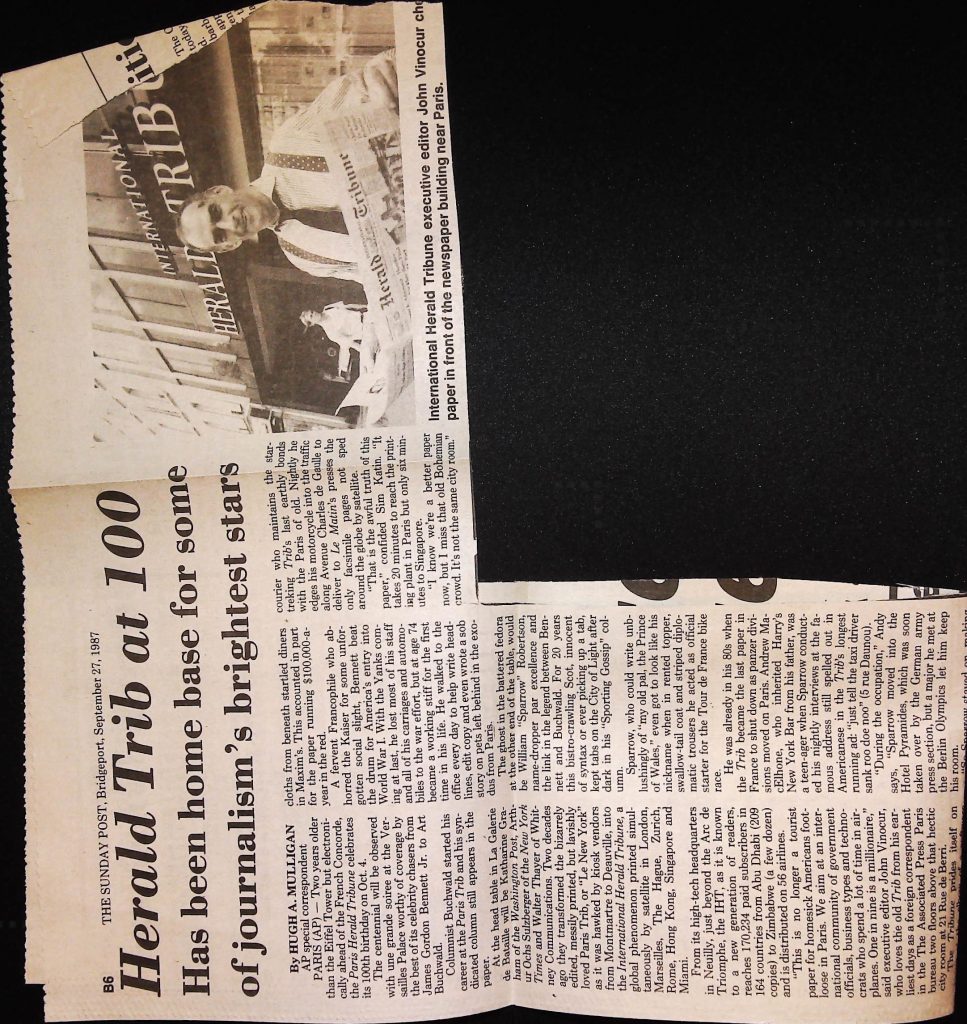 B6
THE SUNDAY POST, Bridgeport, September 27, 1987
Herald Trib at 100
Has been home base for some
of journalism's brightest stars
By HUGH A. MULLIGAN
AP special correspondent
PARIS (AP) — Two years older
than the Eiffel Tower but electroni-
cally ahead of the French Concorde,
the Paris Herald Tribune celebrates
its 100th birthday Oct. 4.
The centennial will be observed
with one grande soiree at the Ver-
sailles Palace worthy of coverage by
the best of its celebrity chasers from
James Gordon Bennett Jr. to Art
Buchwald.
Columnist Buchwald started his
career at the Paris Trib and his syn-
dicated column still appears in the
paper.
At the head table in La Galerie
de Bataille will be Katharine Gra-
ham of the Washington Post, Arth-
ur Ochs Sulzberger of the New York
Times and Walter Thayer of Whit-
ney Communications. Two decades
ago they transformed the bizarrely
edited, messily printed, but lavishly
loved Paris Trib, or "Le New York"
as it was hawked by kiosk vendors
from Montmartre to Deauville, into
the International Herald Tribune, a
global phenomenon printed simul-
taneously by satellite in London,
Marseilles, The Hague, Zurich,
Rome, Hong Kong, Singapore and
Miami.
From its high-tech headquarters
in Neuilly, just beyond the Arc de
Triomphe, the IHT, as it is known
to a new generation of readers,
reaches 170,234 paid subscribers in
164 countries from Abu Dhabi (209
copies) to Zimbabwe (a few dozen)
and is distributed on 56 airlines.
"This is no longer a tourist
paper for homesick Americans foot-
loose in Paris. We aim at an inter-
national community of government
officials, business types and techno-
crats who spend a lot of time in air-
planes. One in nine is a millionaire,"
said executive editor John Vinocur,
who loves the old Trib from his ear-
liest days as a foreign correspondent
in the The Associated Press Paris
bureau two floors above that hectic
city room at 21 Rue de Berri.
The Tribune prides itself on
cloths from beneath startled diners
in Maxim's. This accounted in part
for the paper running $100,000-a-
year in the red.
A fervent Francophile who ab-
horred the Kaiser for some unfor-
gotten social slight, Bennett beat
the drum for America's entry into
World War I. With the Yanks com-
ing at last, lost most of his staff
and all of his carriages and automo-
biles to the war effort, but at age 74
became a working stiff for the first
time in his life. He walked to the
office every day to help write head-
lines, edit copy and even wrote a sob
story on pets left behind in the exo-
dus from Paris.
The ghost in the battered fedora
at the other end of the table, would
be William "Sparrow" Robertson,
name-dropper par excellence and
the link in the legend between Ben-
nett and Buchwald. For 20 years
this bistro-crawling Scot, innocent
of syntax or ever picking up a tab,
kept tabs on the City of Light after
dark in his "Sporting Gossip" col-
umn.
Sparrow, who could write unb-
lushingly of "my old pal, the Prince
of Wales," even got to look like his
nickname when in rented topper,
swallow-tail coat and striped diplo-
matic trousers he acted as official
starter for the Tour de France bike
race.
He was already in his 80s when
the Trib became the last paper in
France to shut down as panzer divi-
sions moved on Paris. Andrew Ma-
cElhone, who inherited Harry's
New York Bar from his father, was
a teen-ager when Sparrow conduct-
ed his nightly interviews at the fa-
mous address still spelled out in
Americanese in the Trib's longest
running ad: "just tell the taxi driver
sank roo doe noo" (5 rue Daunou).
"During the occupation," Andy
says, "Sparrow moved into the
Hotel Pyramides, which was soon
taken over by the German army
press section, but a major he met at
the Berlin Olympics let him keep
his room.
courier who maintains the star-
treking Trib's last earthly bonds
with the Paris of old. Nightly he
edges his motorcycle into the traffic
along Avenue Charles de Gaulle to
deliver to Le Matin's presses the
only facsimile pages not sped
around the globe by satellite.
"That is the awful truth of this
paper," confided Sim Katin. "It
takes 20 minutes to reach the print-
ing plant in Paris but only six min-
utes to Singapore.
"I know we're a better paper
now, but I miss that old Bohemian
crowd. It's not the same city room."
INTERNATIONAL
HERALD TRIB
Herald Tribune
International Herald Tribune executive editor John Vinocur che
paper in front of the newspaper building near Paris.